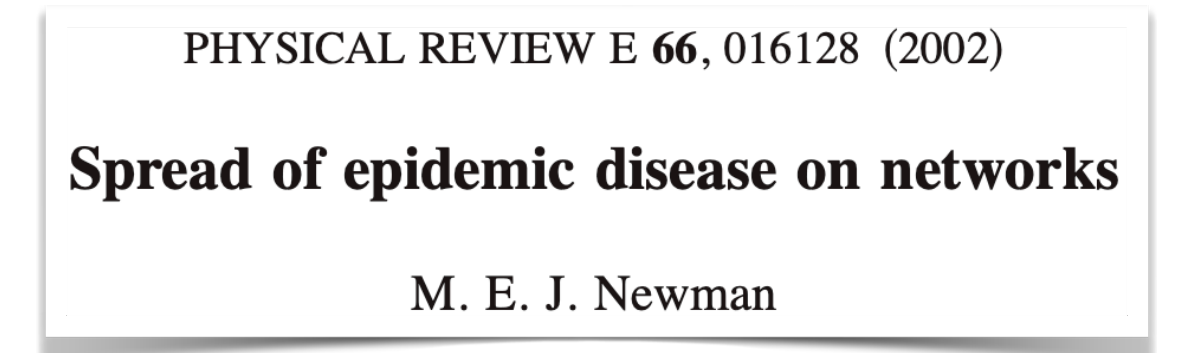 PHYSICAL REVIEW E 66, 016128 (2002)
Spread of epidemic disease on networks
M. E. J. Newman